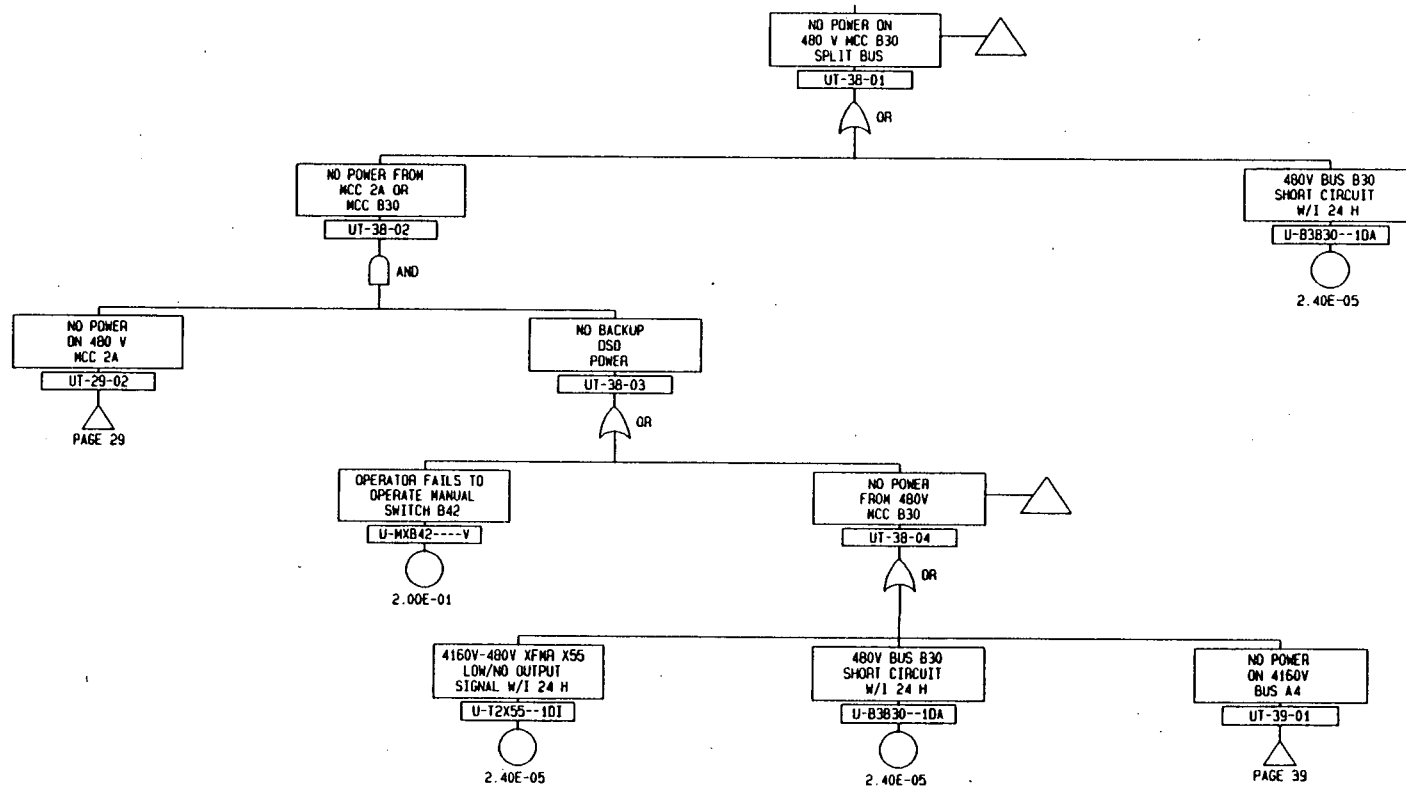 NO POWER ON
480 V MCC B30
SPLIT BUS
UT-38-01
OR
NO POWER FROM
MCC 2A OR
MCC B30
UT-38-02
AND
480V BUS B30
SHORT CIRCUIT
W/I 24 H
U-B3B30--1DA
2.40E-05
NO POWER
ON 480 V
MCC 2A
UT-29-02
PAGE 29
NO BACKUP
DSD
POWER
UT-38-03
OR
OPERATOR FAILS TO
OPERATE MANUAL
SWITCH B42
U-MXB42----V
2.00E-01
NO POWER
FROM 480V
MCC B30
UT-38-04
OR
4160V-480V XFMR X55
LOW/NO OUTPUT
SIGNAL W/I 24 H
U-T2X55--1DI
2.40E-05
480V BUS B30
SHORT CIRCUIT
W/I 24 H
U-B3B30--1DA
2.40E-05
NO POWER
ON 4160V
BUS A4
UT-39-01
PAGE 39